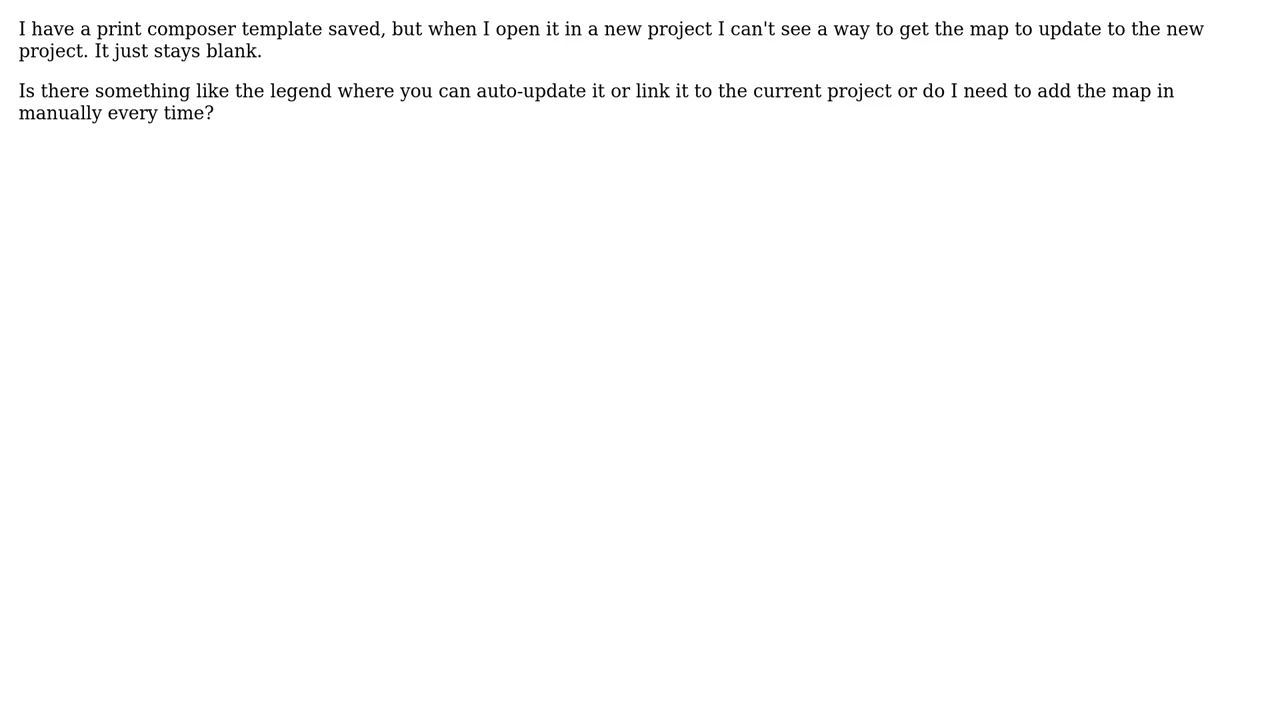 I have a print composer template saved, but when I open it in a new project I can't see a way to get the map to update to the new
project. It just stays blank.
Is there something like the legend where you can auto-update it or link it to the current project or do I need to add the map in
manually every time?